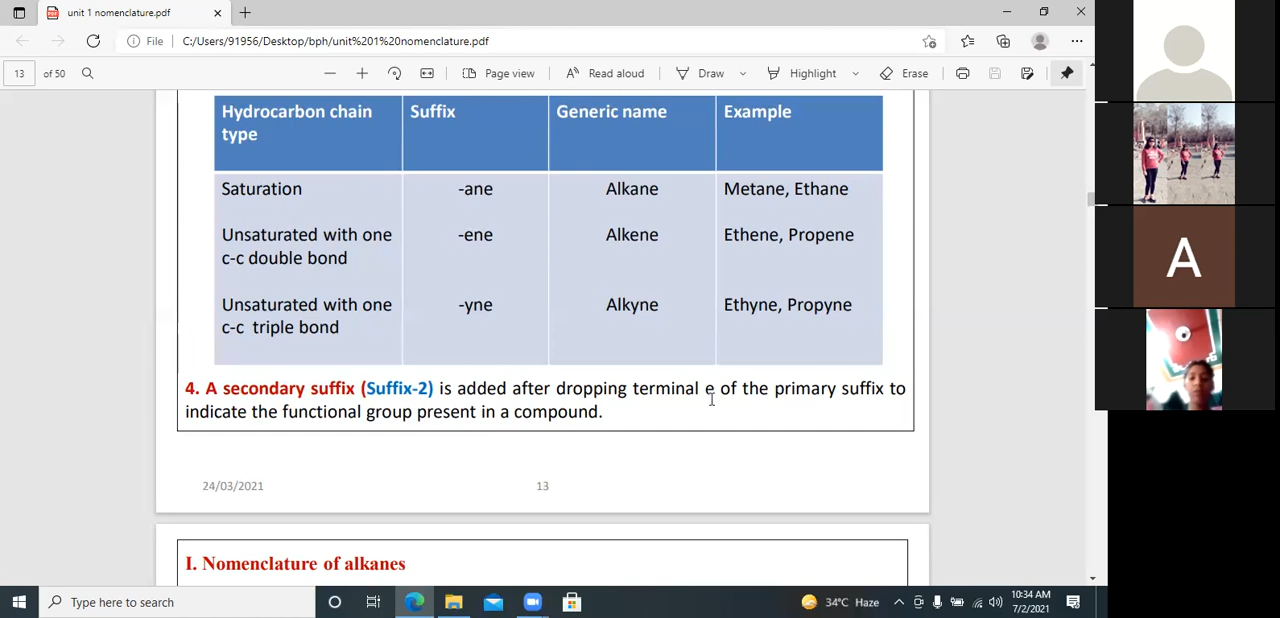 unit 1 nomenclature.pdf
File C:/Users/91956/Desktop/bph/unit%201%20nomenclature.pdf
13 of 50 Page view Read aloud Draw Highlight Erase
Hydrocarbon chain type Suffix Generic name Example
Saturation -ane Alkane Metane, Ethane
Unsaturated with one c-c double bond -ene Alkene Ethene, Propene
Unsaturated with one c-c triple bond -yne Alkyne Ethyne, Propyne
4. A secondary suffix (Suffix-2) is added after dropping terminal e of the primary suffix to
indicate the functional group present in a compound.
24/03/2021 13
I. Nomenclature of alkanes
A
Type here to search 34°C Haze 10:34 AM
7/2/2021